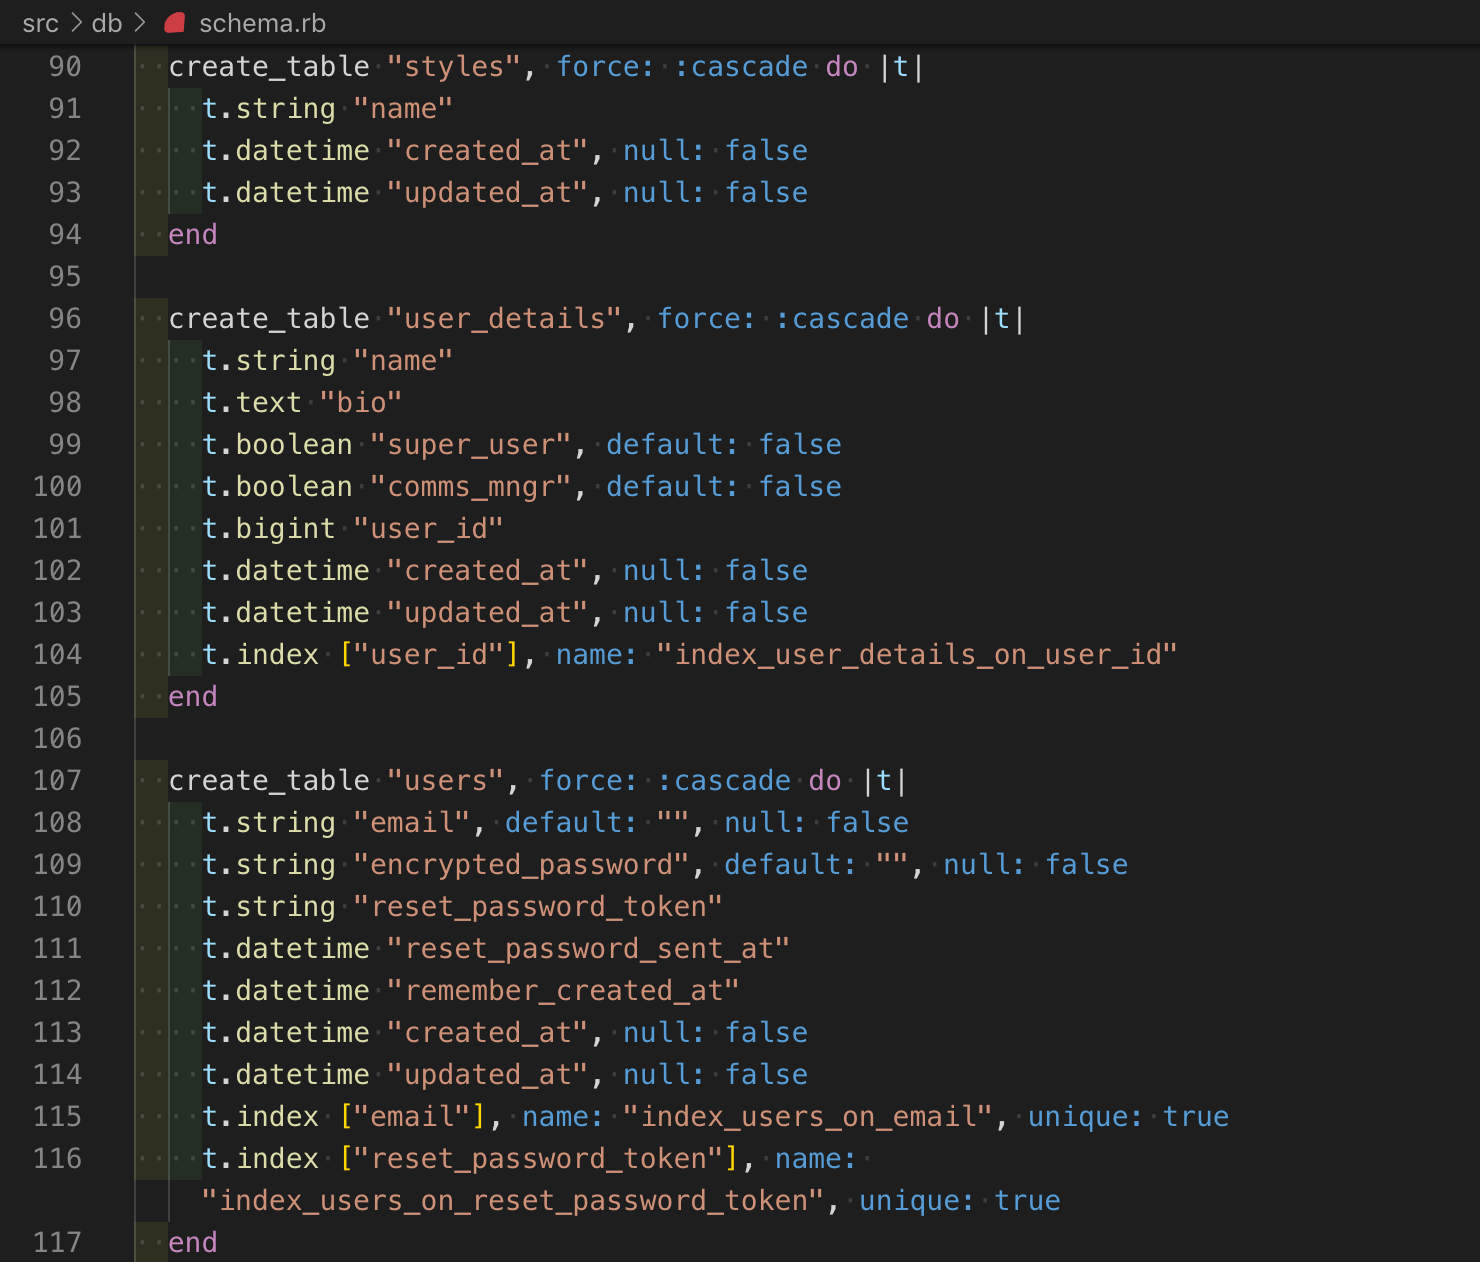 src > db > schema.rb
90 create_table "styles", force: :cascade do |t|
91 t.string "name"
92 t.datetime "created_at", null: false
93 t.datetime "updated_at", null: false
94 end
95
96 create_table "user_details", force: :cascade do |t|
97 t.string "name"
98 t.text "bio"
99 t.boolean "super_user", default: false
100 t.boolean "comms_mngr", default: false
101 t.bigint "user_id"
102 t.datetime "created_at", null: false
103 t.datetime "updated_at", null: false
104 t.index ["user_id"], name: "index_user_details_on_user_id"
105 end
106
107 create_table "users", force: :cascade do |t|
108 t.string "email", default: "", null: false
109 t.string "encrypted_password", default: "", null: false
110 t.string "reset_password_token"
111 t.datetime "reset_password_sent_at"
112 t.datetime "remember_created_at"
113 t.datetime "created_at", null: false
114 t.datetime "updated_at", null: false
115 t.index ["email"], name: "index_users_on_email", unique: true
116 t.index ["reset_password_token"], name:
"index_users_on_reset_password_token", unique: true
117 end